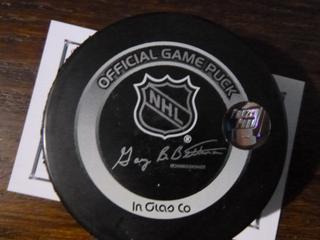 OFFICIAL GAME PUCK
NHL
®
Gary B. Bettman
In Glas Co